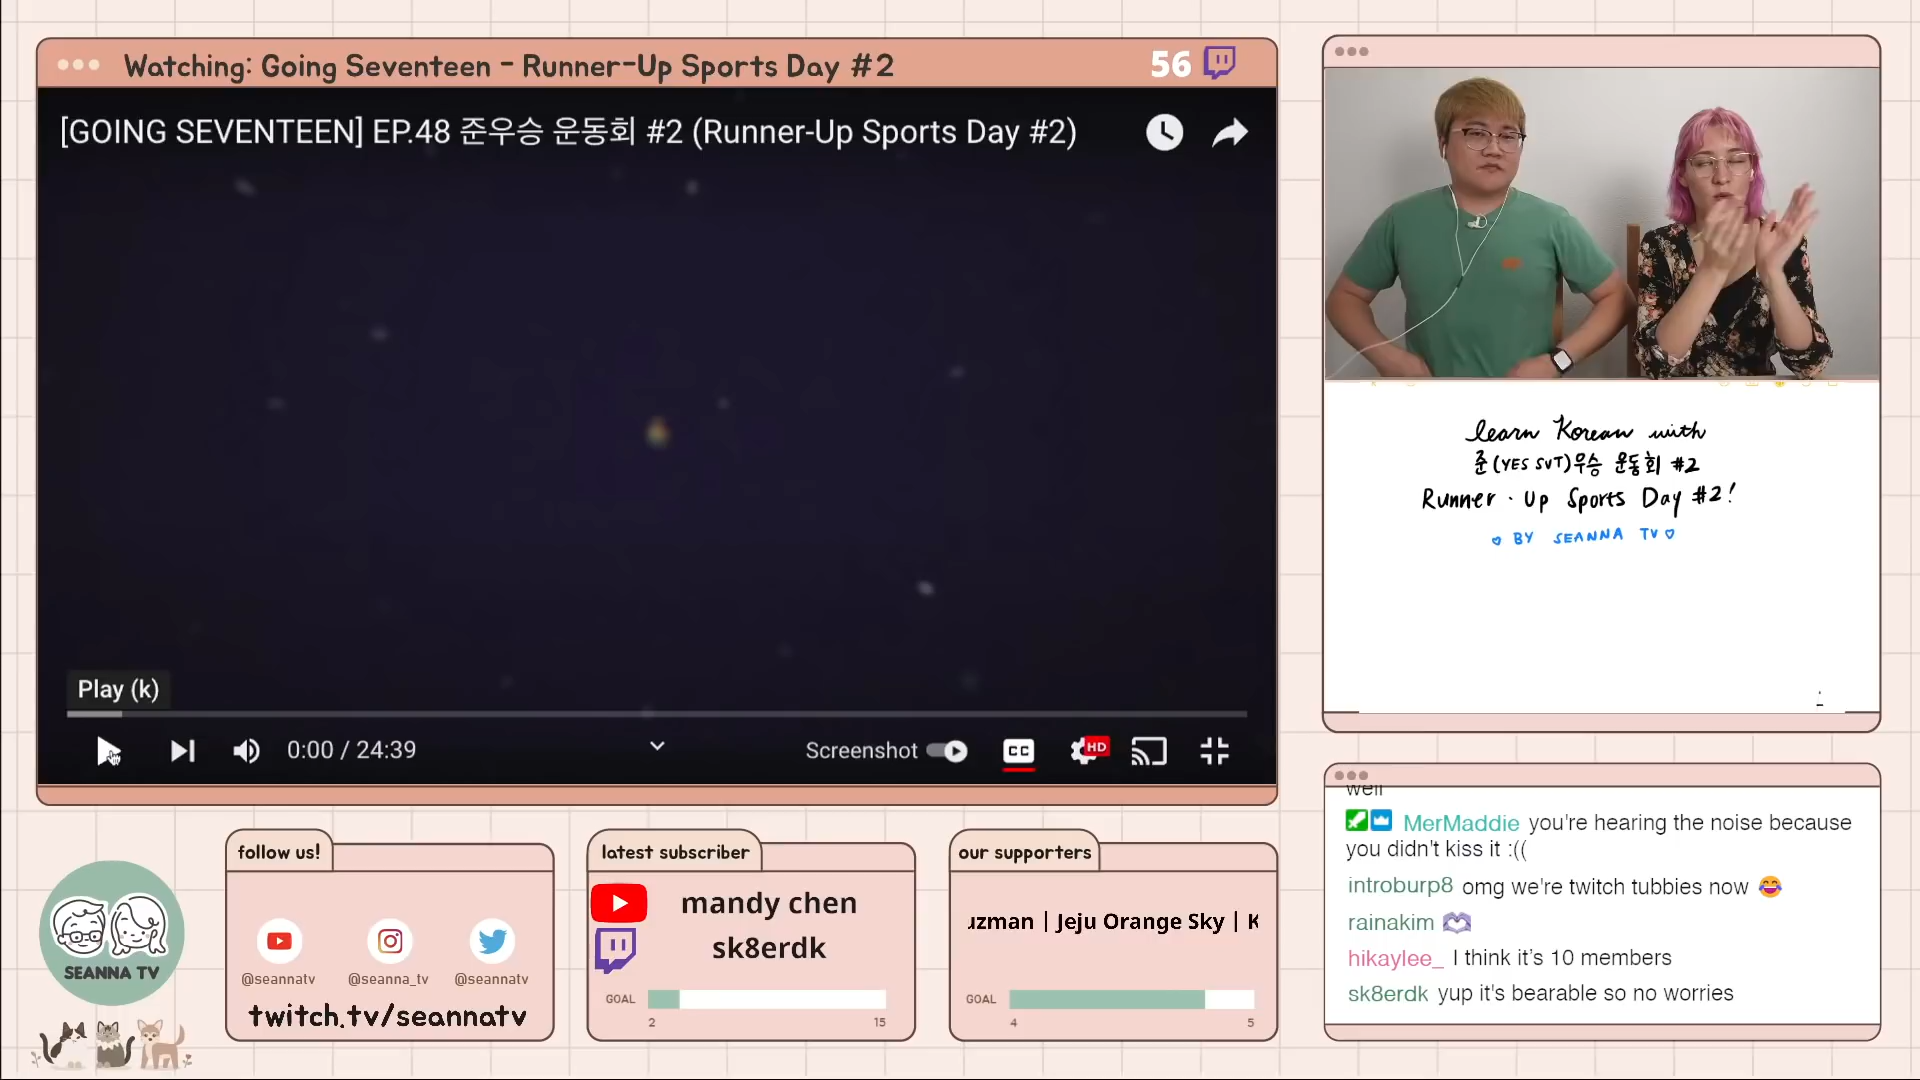 Watching: Going Seventeen - Runner-Up Sports Day #2
56
[GOING SEVENTEEN] EP.48 준우승 운동회 #2 (Runner-Up Sports Day #2)
Play (k)
0:00 / 24:39
Screenshot
CC
HD
learn Korean with
준(YES SVT)우승 운동회 #2
Runner-Up Sports Day #2!
♡ BY SEANNA TV ♡
well
MerMaddie you're hearing the noise because
you didn't kiss it :((
introburp8 omg we're twitch tubbies now 😂
rainakim
hikaylee_ I think it's 10 members
sk8erdk yup it's bearable so no worries
SEANNA TV
follow us!
@seannatv @seanna_tv @seannatv
twitch.tv/seannatv
latest subscriber
mandy chen
sk8erdk
GOAL
2 15
our supporters
uzman | Jeju Orange Sky | K
GOAL
4 5